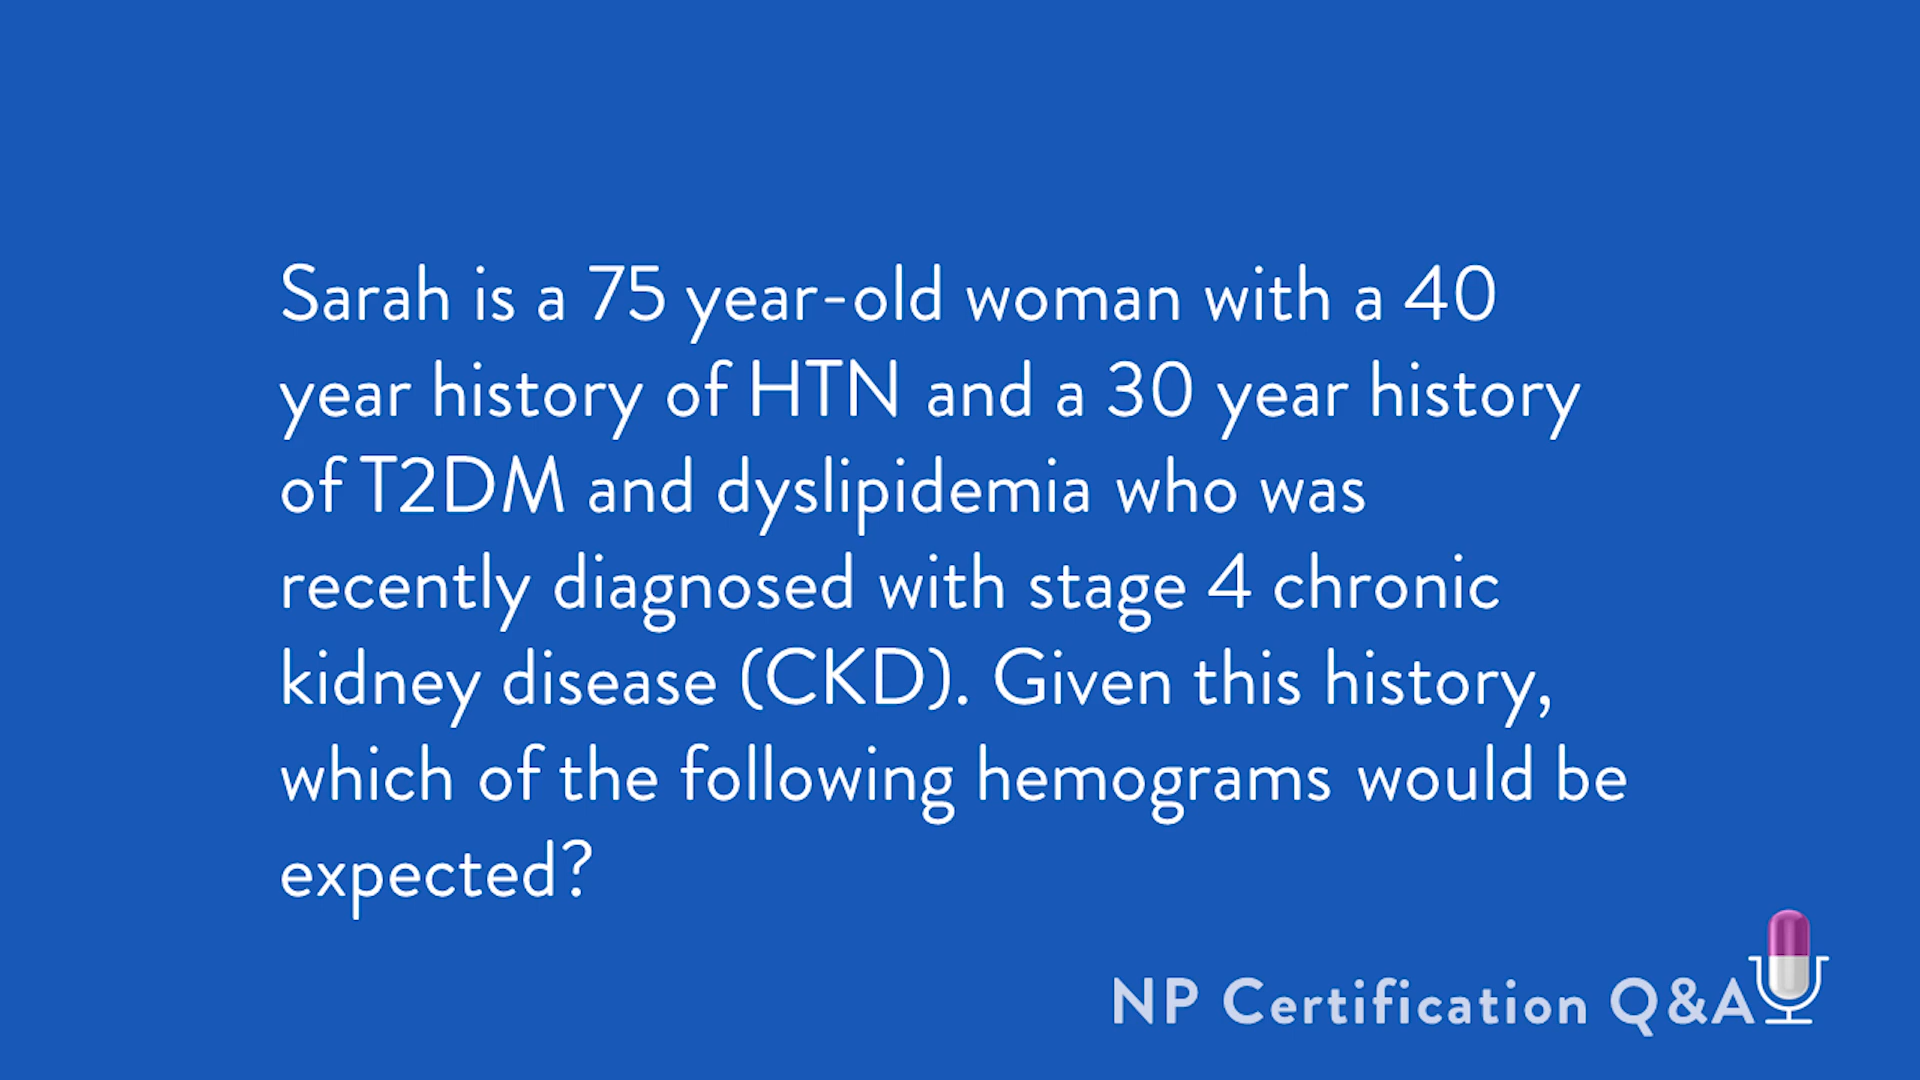 Sarah is a 75 year-old woman with a 40
year history of HTN and a 30 year history
of T2DM and dyslipidemia who was
recently diagnosed with stage 4 chronic
kidney disease (CKD). Given this history,
which of the following hemograms would be
expected?
NP Certification Q&A